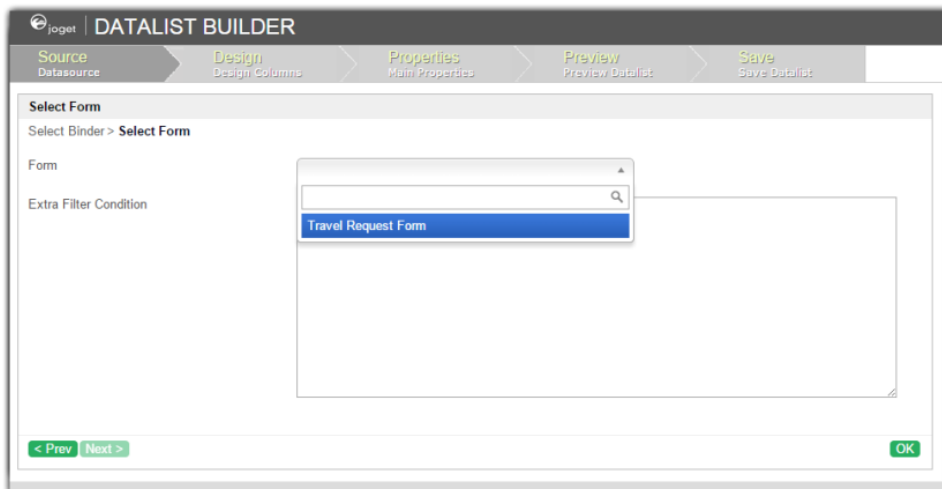 joget DATALIST BUILDER
Source Design Properties Preview Save
Datasource Design Columns Main Properties Preview Datalist Save Datalist
Select Form
Select Binder > Select Form
Form
Extra Filter Condition
Travel Request Form
< Prev Next > OK